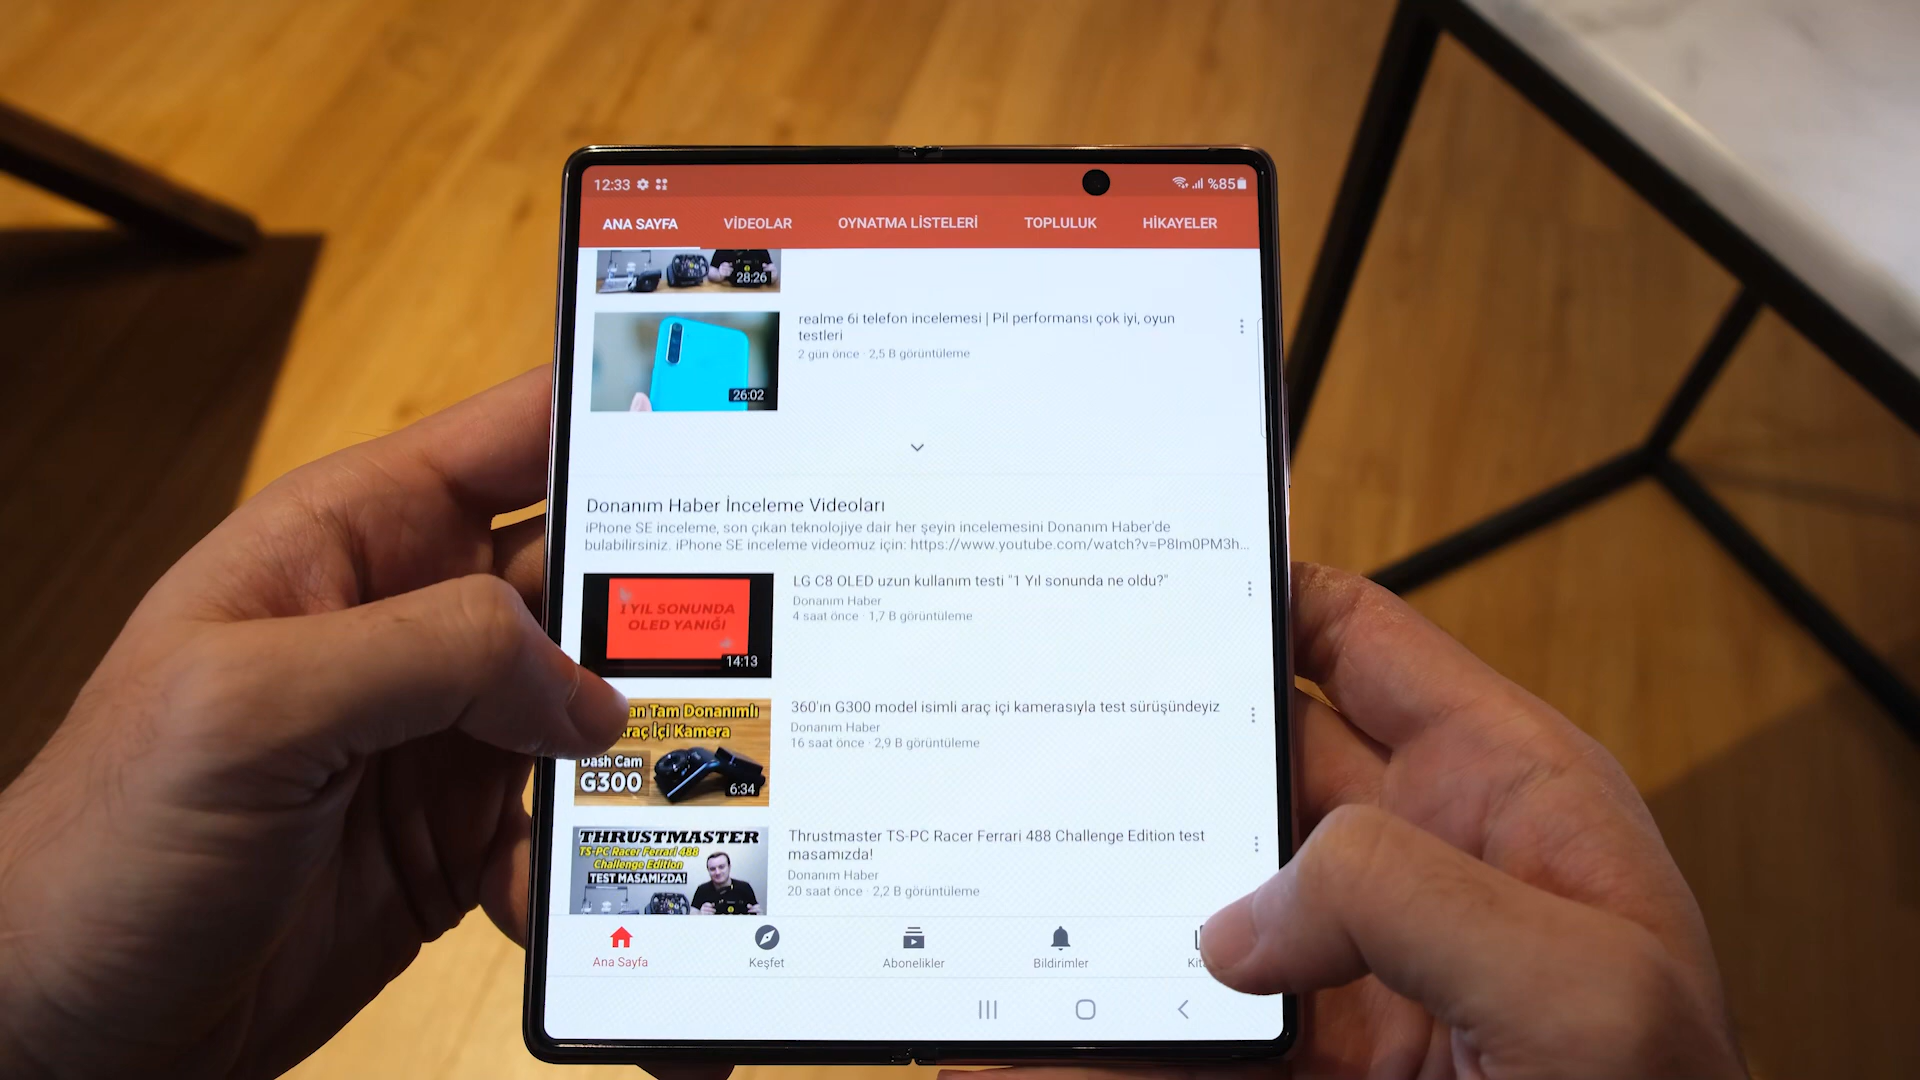 12:33
%85
ANA SAYFA VİDEOLAR OYNATMA LİSTELERİ TOPLULUK HİKAYELER
28:26
realme 6i telefon incelemesi | Pil performansı çok iyi, oyun
testleri
2 gün önce · 2,5 B görüntüleme
26:02
Donanım Haber İnceleme Videoları
iPhone SE inceleme, son çıkan teknolojiye dair her şeyin incelemesini Donanım Haber'de
bulabilirsiniz. iPhone SE inceleme videomuz için: https://www.youtube.com/watch?v=P8Im0PM3h...
1 YIL SONUNDA
OLED YANIĞI
14:13
LG C8 OLED uzun kullanım testi "1 Yıl sonunda ne oldu?"
Donanım Haber
4 saat önce · 1,7 B görüntüleme
Tam Donanımlı
İçi Kamera
Dash Cam
G300
6:34
360'ın G300 model isimli araç içi kamerasıyla test sürüşündeyiz
Donanım Haber
16 saat önce · 2,9 B görüntüleme
THRUSTMASTER
TS-PC Racer Ferrari 488
Challenge Edition
TEST MASAMIZDA!
Thrustmaster TS-PC Racer Ferrari 488 Challenge Edition test
masamızda!
Donanım Haber
20 saat önce · 2,2 B görüntüleme
Ana Sayfa Keşfet Abonelikler Bildirimler